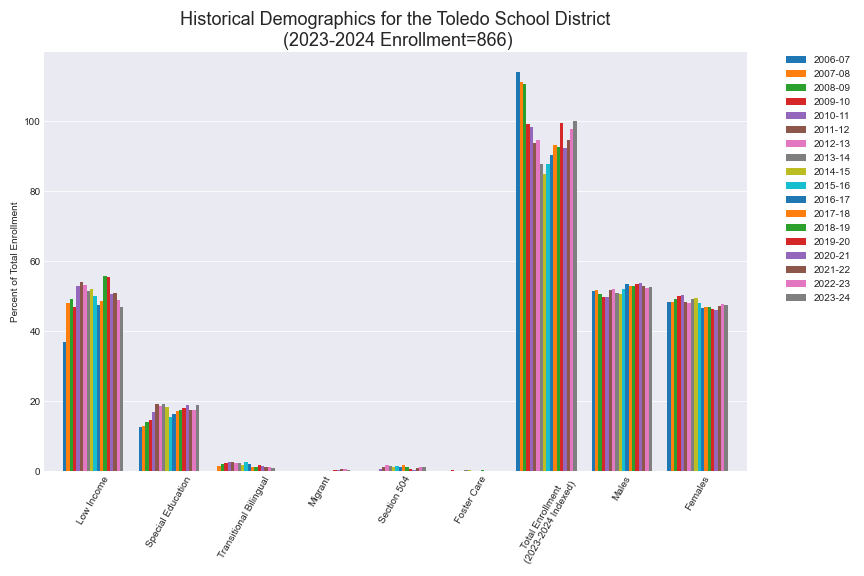 Historical Demographics for the Toledo School District
(2023-2024 Enrollment=866)
Percent of Total Enrollment
100
80
60
40
20
0
Low Income
Special Education
Transitional Bilingual
Migrant
Section 504
Foster Care
Total Enrollment
(2023-2024 Indexed)
Males
Females
2006-07
2007-08
2008-09
2009-10
2010-11
2011-12
2012-13
2013-14
2014-15
2015-16
2016-17
2017-18
2018-19
2019-20
2020-21
2021-22
2022-23
2023-24